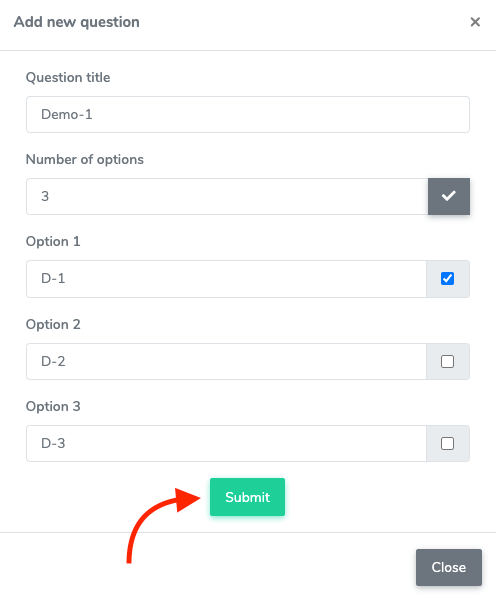 Add new question
Question title
Demo-1
Number of options
3
Option 1
D-1
Option 2
D-2
Option 3
D-3
Submit
Close